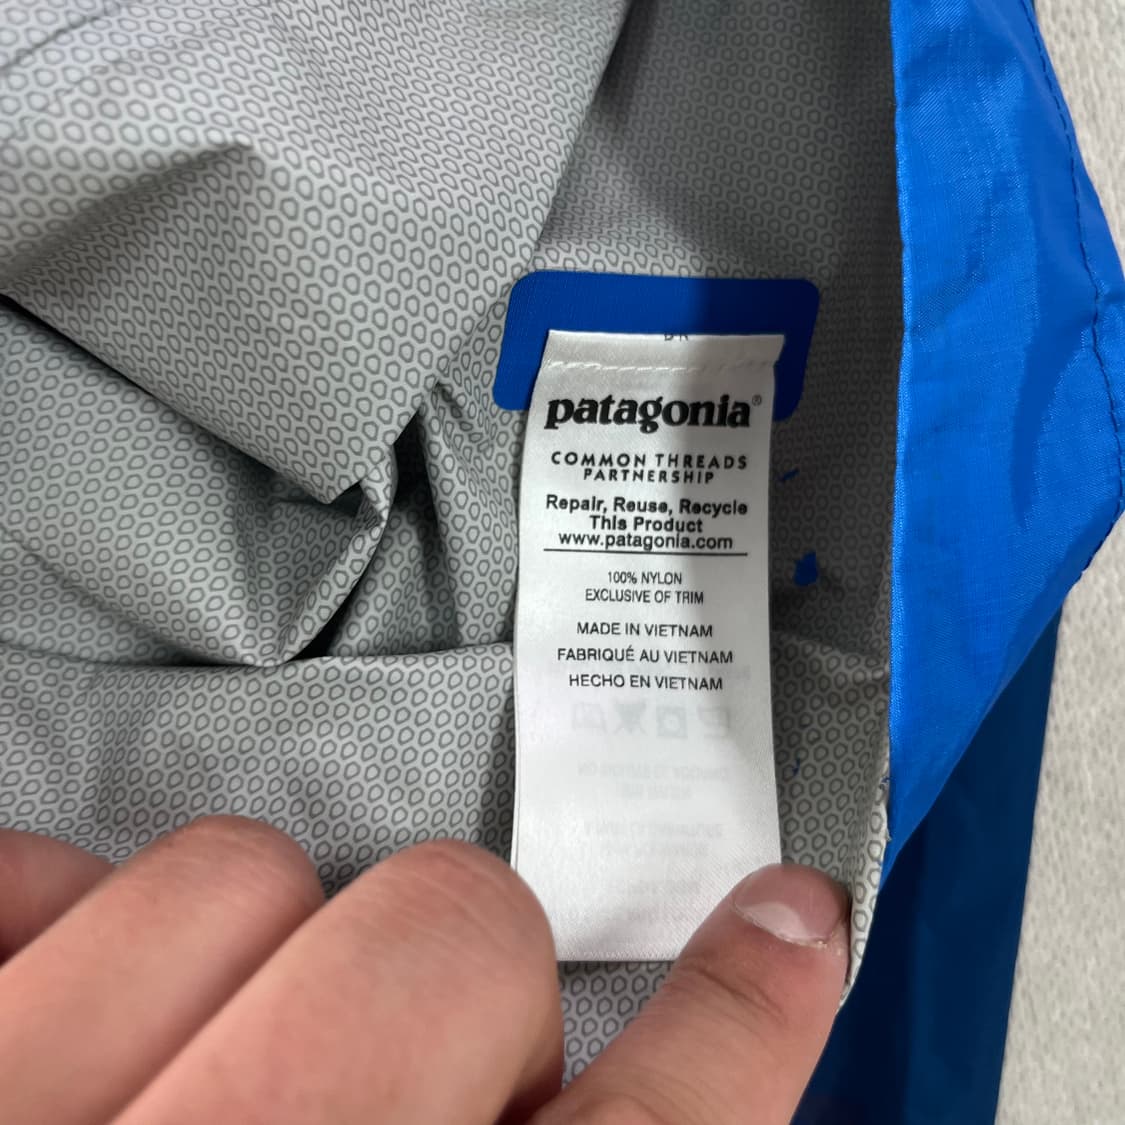 patagonia®
COMMON THREADS
PARTNERSHIP
Repair, Reuse, Recycle
This Product
www.patagonia.com
100% NYLON
EXCLUSIVE OF TRIM
MADE IN VIETNAM
FABRIQUÉ AU VIETNAM
HECHO EN VIETNAM